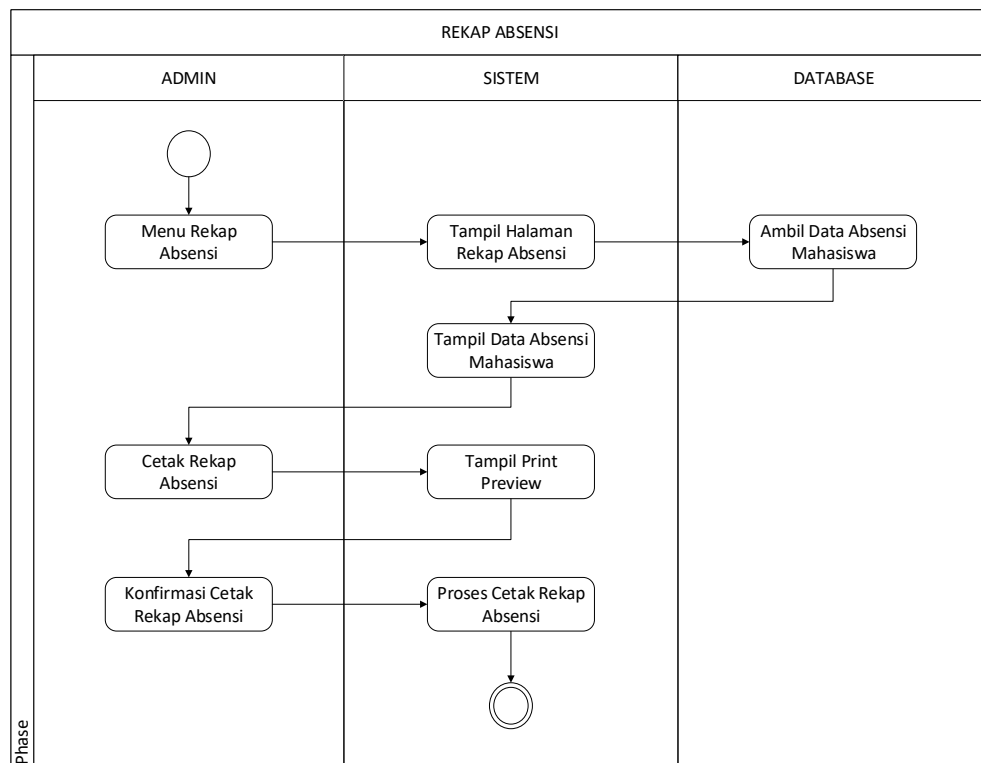 REKAP ABSENSI
ADMIN
SISTEM
DATABASE
Menu Rekap
Absensi
Tampil Halaman
Rekap Absensi
Ambil Data Absensi
Mahasiswa
Tampil Data Absensi
Mahasiswa
Cetak Rekap
Absensi
Tampil Print
Preview
Konfirmasi Cetak
Rekap Absensi
Proses Cetak Rekap
Absensi
Phase